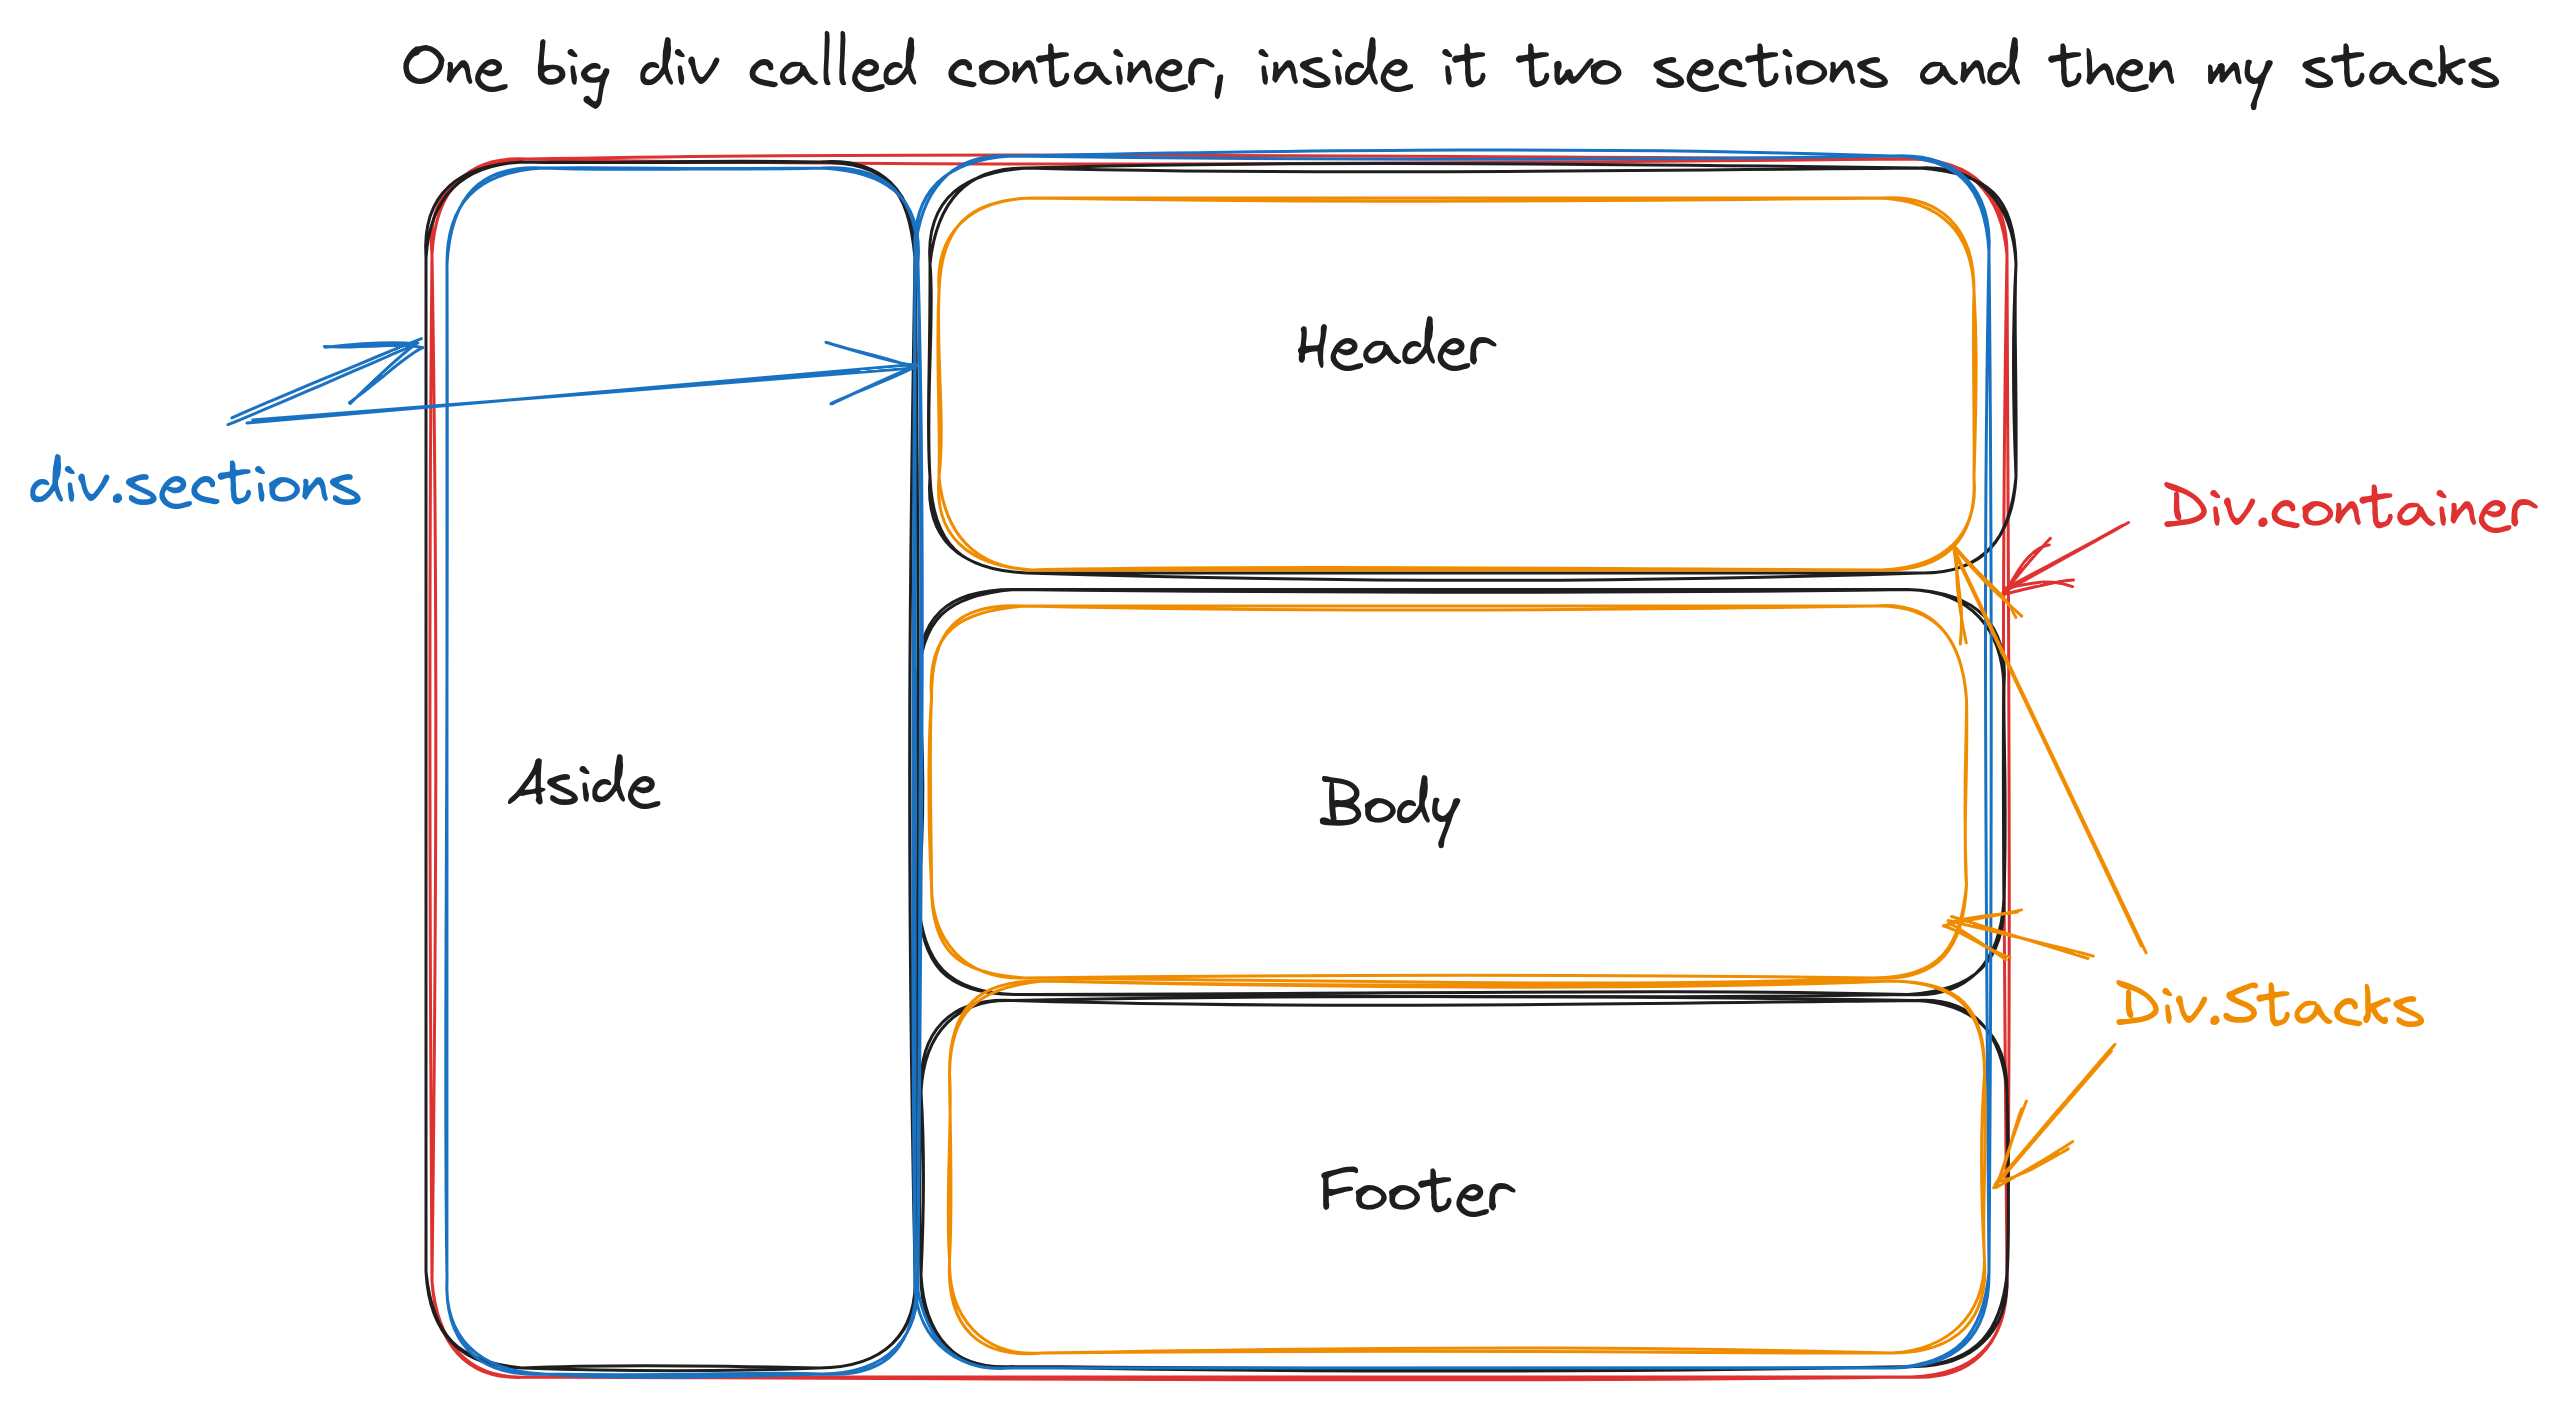 One big div called container, inside it two sections and then my stacks
Header
div.sections
Div.container
Aside
Body
Div.Stacks
Footer